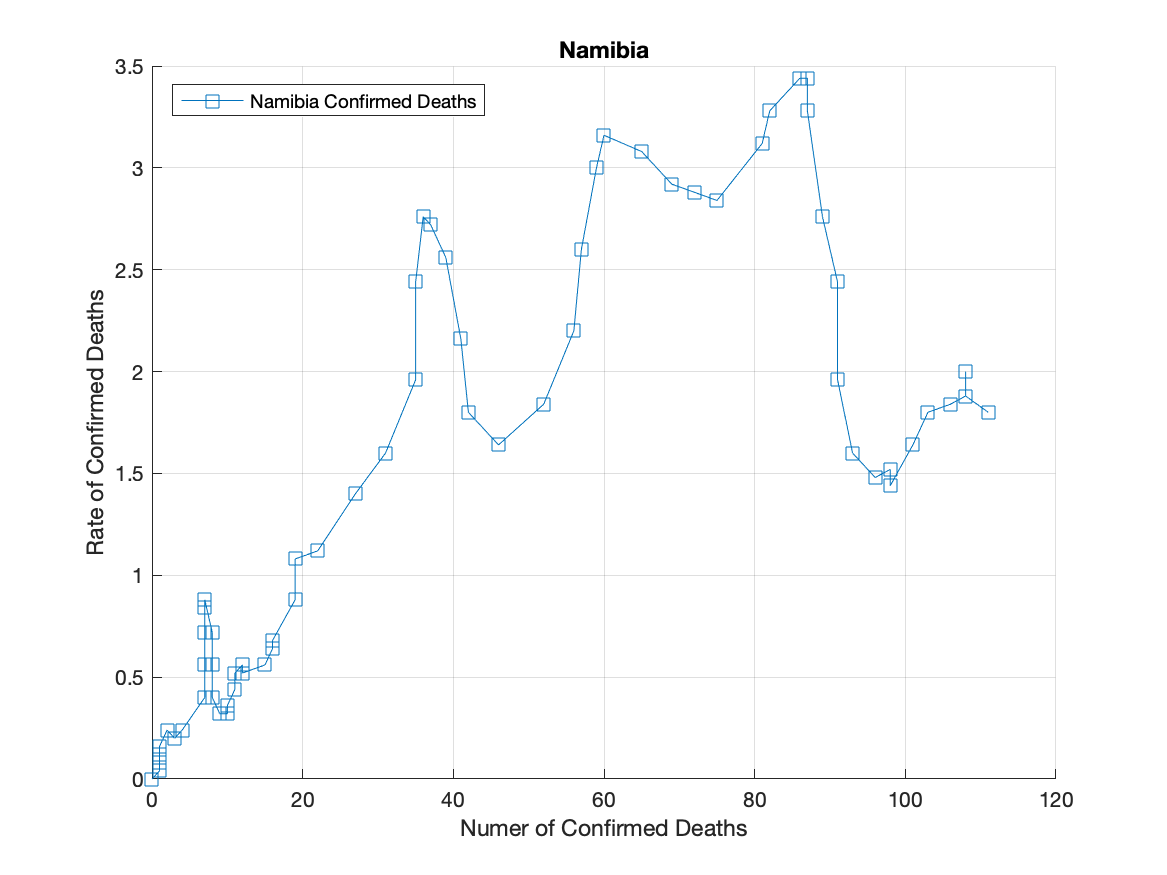 Namibia
Namibia Confirmed Deaths
3.5
3
2.5
2
1.5
1
0.5
0
0 20 40 60 80 100 120
Rate of Confirmed Deaths
Numer of Confirmed Deaths